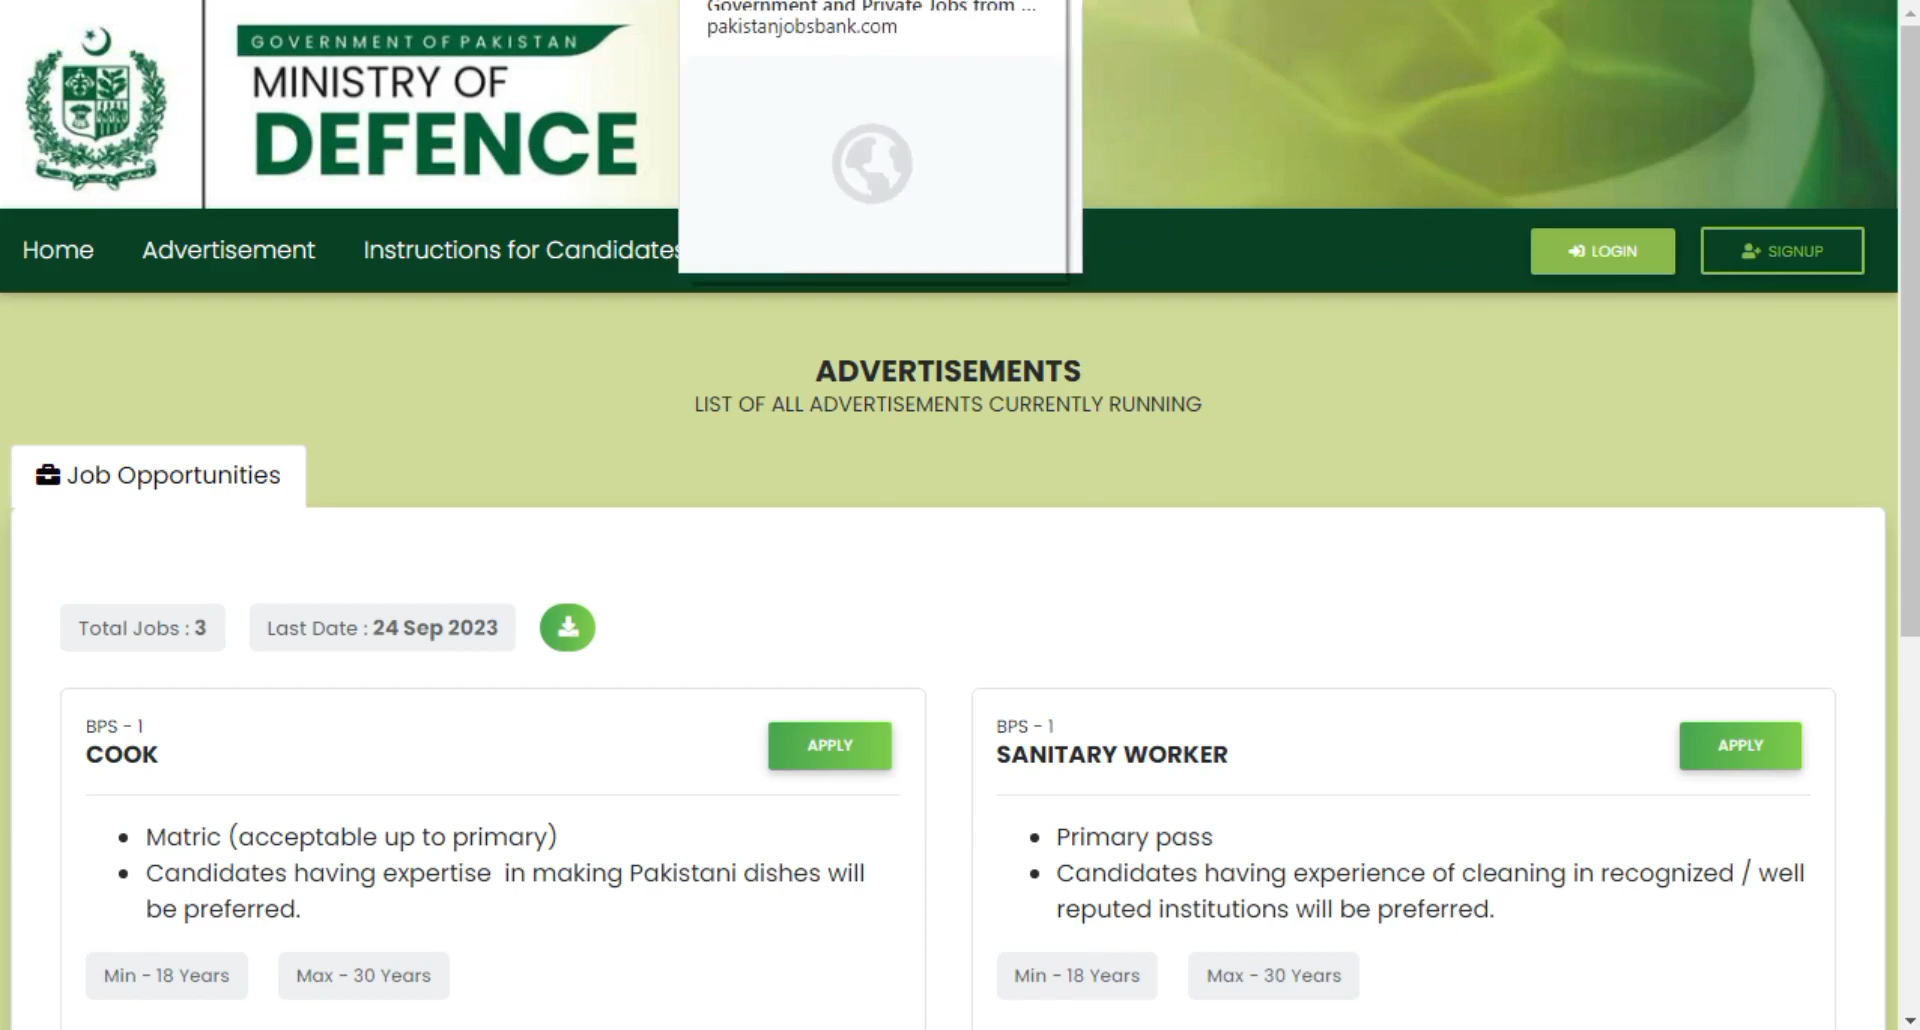 Government and Private Jobs from ...
pakistanjobsbank.com
GOVERNMENT OF PAKISTAN
MINISTRY OF
DEFENCE
Home
Advertisement
Instructions for Candidates
LOGIN
SIGNUP
ADVERTISEMENTS
LIST OF ALL ADVERTISEMENTS CURRENTLY RUNNING
Job Opportunities
Total Jobs : 3
Last Date : 24 Sep 2023
BPS - 1
COOK
APPLY
Matric (acceptable up to primary)
Candidates having expertise in making Pakistani dishes will
be preferred.
Min - 18 Years
Max - 30 Years
BPS - 1
SANITARY WORKER
APPLY
Primary pass
Candidates having experience of cleaning in recognized / well
reputed institutions will be preferred.
Min - 18 Years
Max - 30 Years